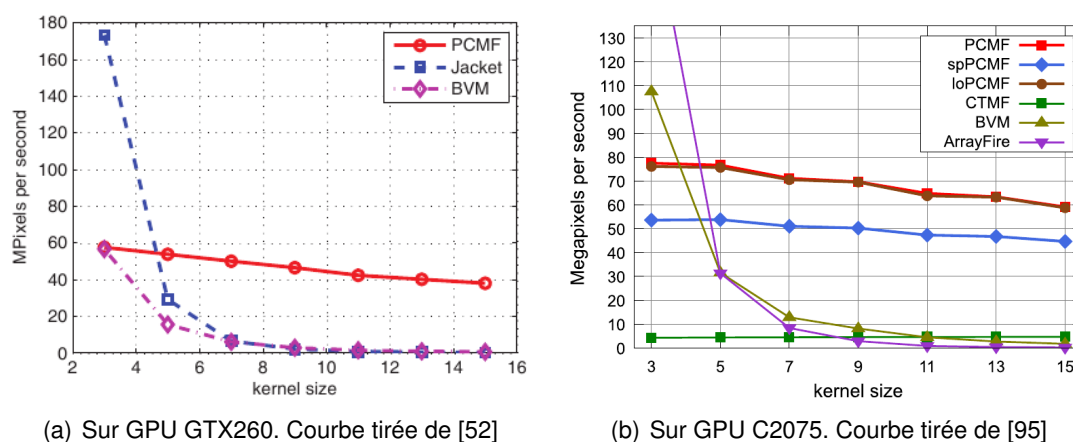 180
160
140
120
100
80
60
40
20
0
MPixels per second
2 4 6 8 10 12 14 16
kernel size
PCMF
Jacket
BVM
(a) Sur GPU GTX260. Courbe tirée de [52]
130
120
110
100
90
80
70
60
50
40
30
20
10
0
Megapixels per second
3 5 7 9 11 13 15
kernel size
PCMF
spPCMF
loPCMF
CTMF
BVM
ArrayFire
(b) Sur GPU C2075. Courbe tirée de [95]